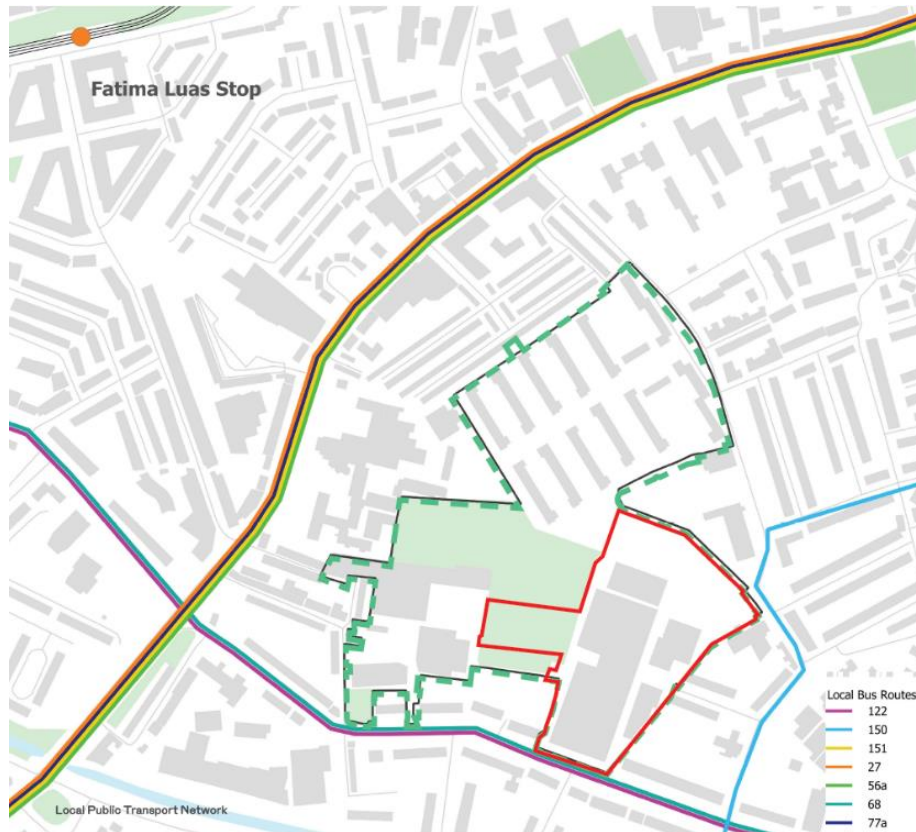 Fatima Luas Stop
Local Bus Routes
122
150
151
27
56a
68
77a
Local Public Transport Network